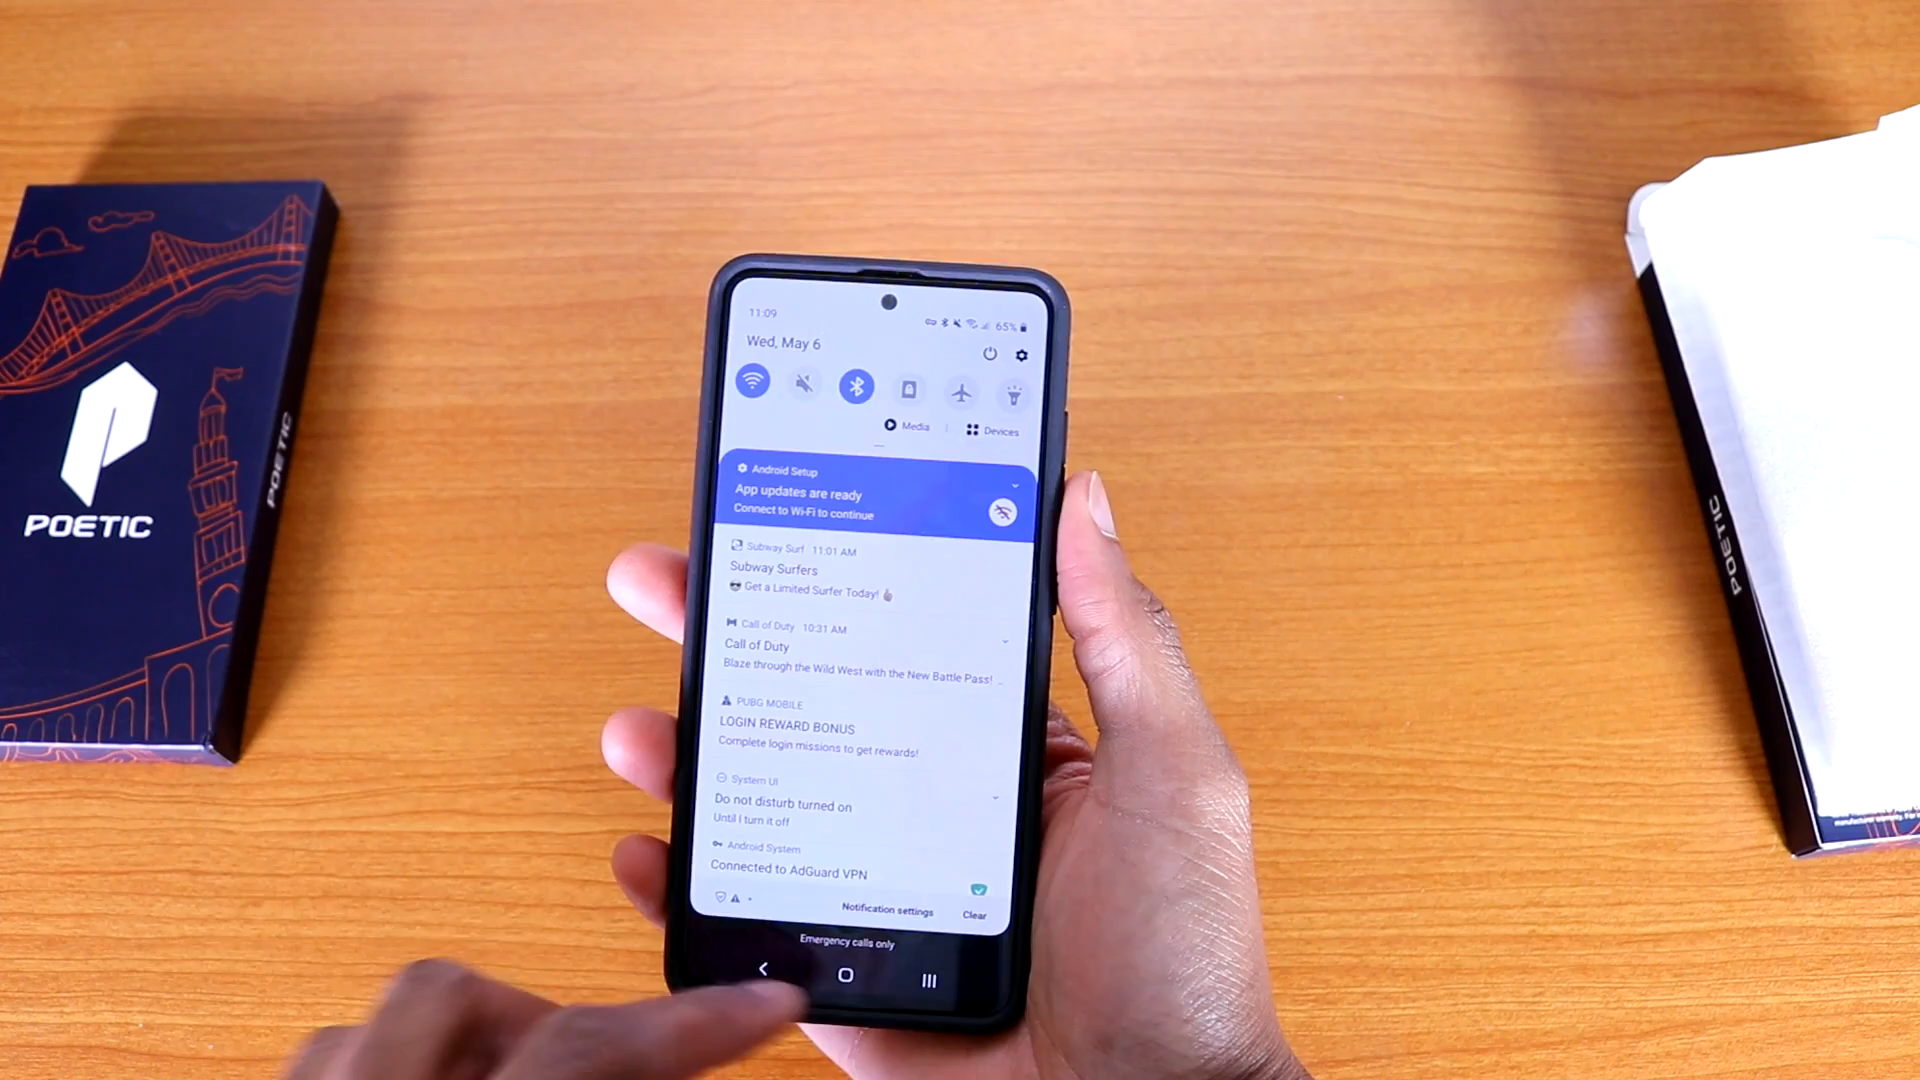 POETIC
POETIC
11:09
65%
Wed, May 6
Media
Devices
Android Setup
App updates are ready
Connect to Wi-Fi to continue
Subway Surf 11:01 AM
Subway Surfers
😎 Get a Limited Surfer Today! ✌
Call of Duty 10:31 AM
Call of Duty
Blaze through the Wild West with the New Battle Pass! ...
PUBG MOBILE
LOGIN REWARD BONUS
Complete login missions to get rewards!
System UI
Do not disturb turned on
Until I turn it off
Android System
Connected to AdGuard VPN
Notification settings
Clear
Emergency calls only
POETIC